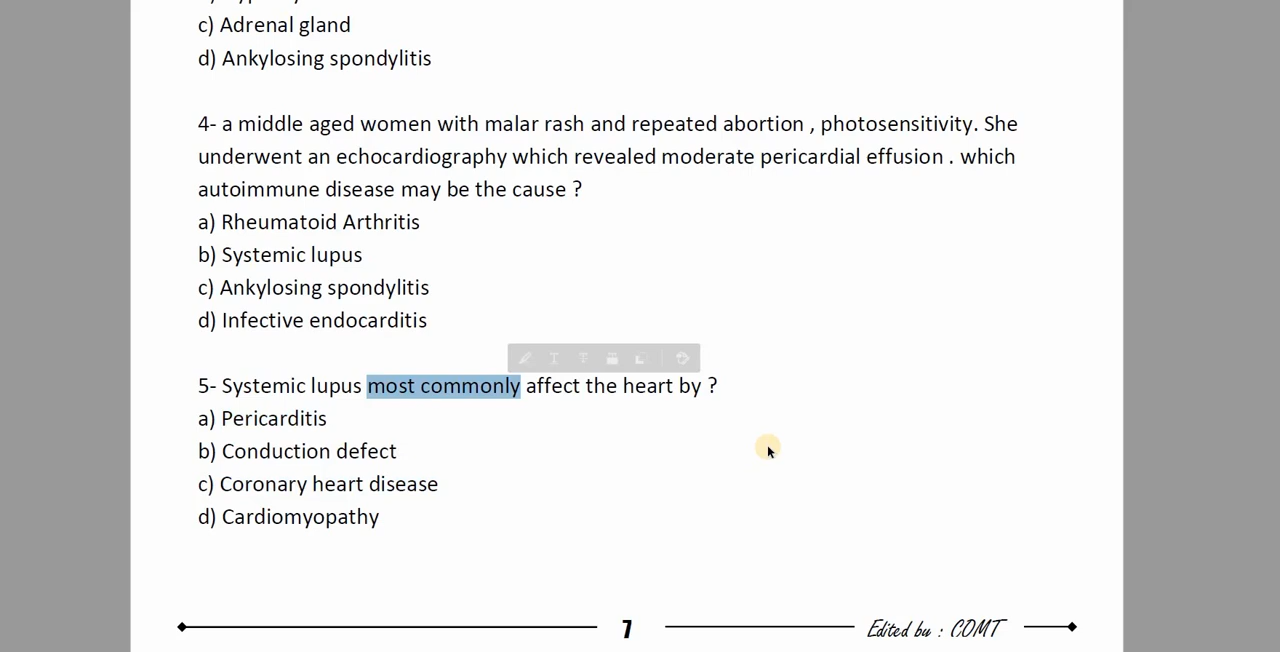 c) Adrenal gland
d) Ankylosing spondylitis
4- a middle aged women with malar rash and repeated abortion , photosensitivity. She
underwent an echocardiography which revealed moderate pericardial effusion . which
autoimmune disease may be the cause ?
a) Rheumatoid Arthritis
b) Systemic lupus
c) Ankylosing spondylitis
d) Infective endocarditis
5- Systemic lupus most commonly affect the heart by ?
a) Pericarditis
b) Conduction defect
c) Coronary heart disease
d) Cardiomyopathy
7 Edited by : COMT